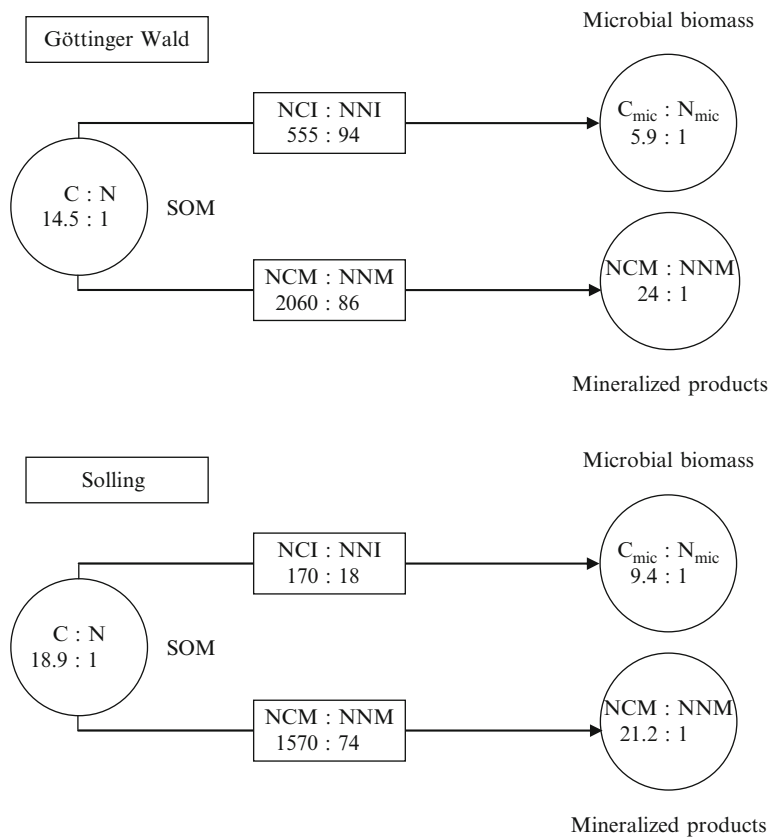 Göttinger Wald
Microbial biomass
NCI : NNI
555 : 94
Cmic : Nmic
5.9 : 1
C : N
14.5 : 1
SOM
NCM : NNM
2060 : 86
NCM : NNM
24 : 1
Mineralized products
Solling
Microbial biomass
NCI : NNI
170 : 18
Cmic : Nmic
9.4 : 1
C : N
18.9 : 1
SOM
NCM : NNM
1570 : 74
NCM : NNM
21.2 : 1
Mineralized products